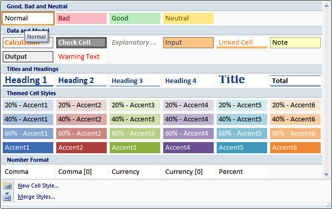 Good, Bad and Neutral
Normal Bad Good Neutral
Data and Model
Calculation Check Cell Explanatory ... Input Linked Cell Note
Normal
Output Warning Text
Titles and Headings
Heading 1 Heading 2 Heading 3 Heading 4 Title Total
Themed Cell Styles
20% - Accent1 20% - Accent2 20% - Accent3 20% - Accent4 20% - Accent5 20% - Accent6
40% - Accent1 40% - Accent2 40% - Accent3 40% - Accent4 40% - Accent5 40% - Accent6
60% - Accent1 60% - Accent2 60% - Accent3 60% - Accent4 60% - Accent5 60% - Accent6
Accent1 Accent2 Accent3 Accent4 Accent5 Accent6
Number Format
Comma Comma [0] Currency Currency [0] Percent
New Cell Style...
Merge Styles...